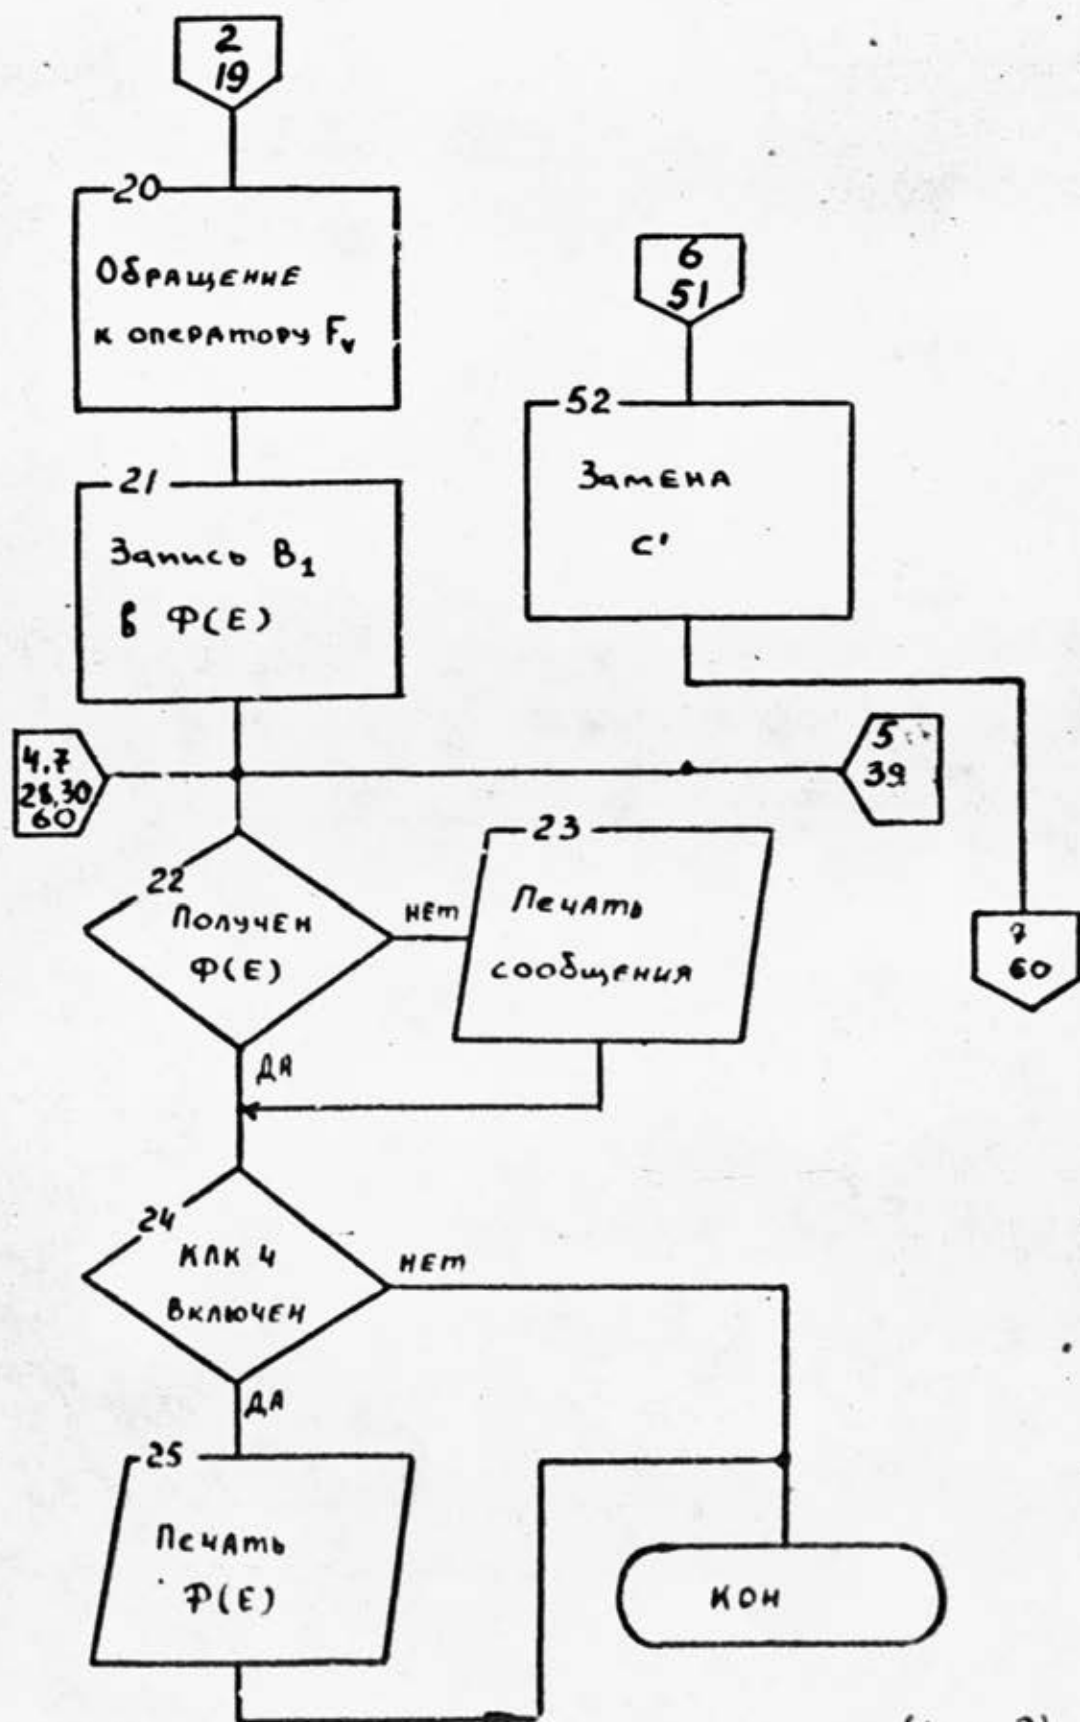 2
19
20
Обращение
к оператору Fv
21
Запись B1
в Ф(E)
6
51
52
Замена
C'
4,7
28,30
60
5
39
22
Получен
Ф(E)
нет
23
Печать
сообщения
7
60
ДА
24
КЛК 4
включен
нет
ДА
25
Печать
Ф(E)
КОН